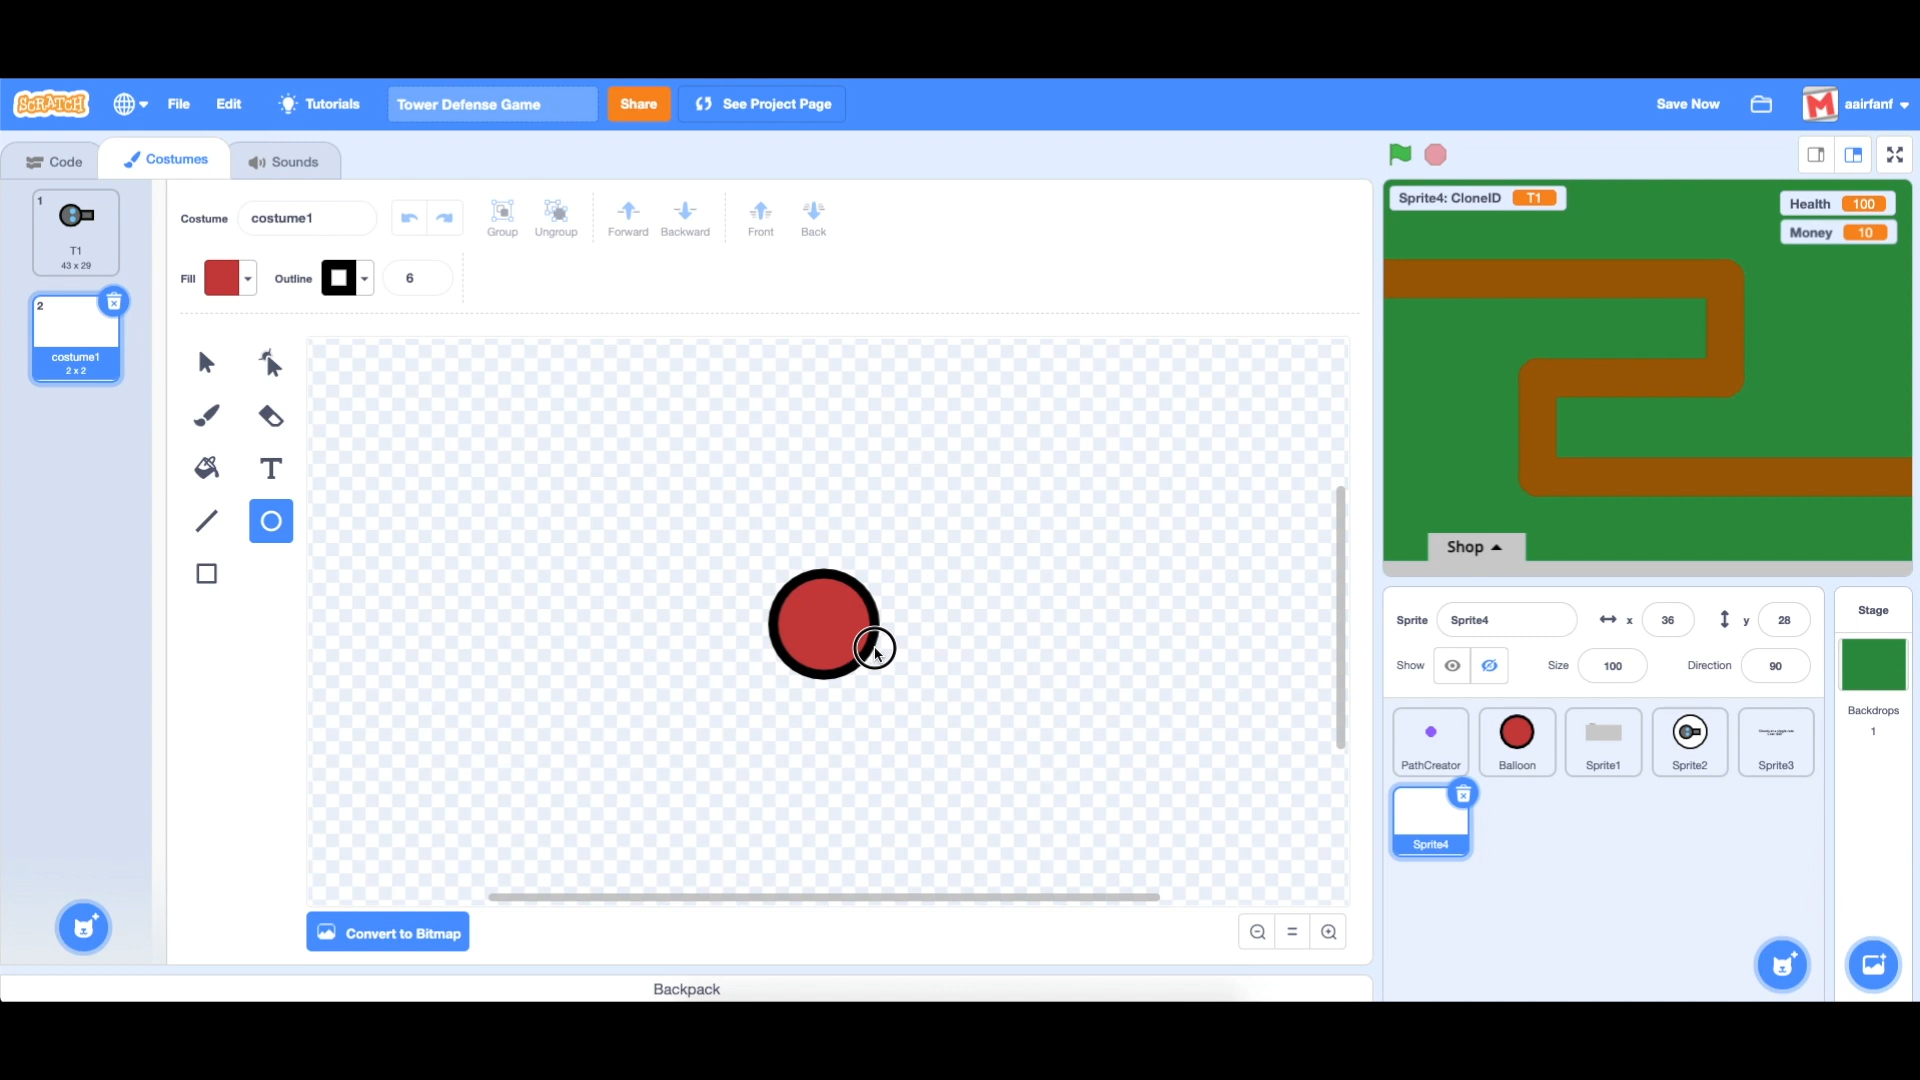 SCRATCH File Edit Tutorials Tower Defense Game Share See Project Page Save Now aairfanf
Code Costumes Sounds
1
T1
43 x 29
2
costume1
2 x 2
Costume costume1 Group Ungroup Forward Backward Front Back
Fill Outline 6
Convert to Bitmap
Backpack
Sprite4: CloneID T1
Health 100
Money 10
Shop
Sprite Sprite4 x 36 y 28
Show Size 100 Direction 90
PathCreator Balloon Sprite1 Sprite2 Sprite3
Sprite4
Stage
Backdrops
1